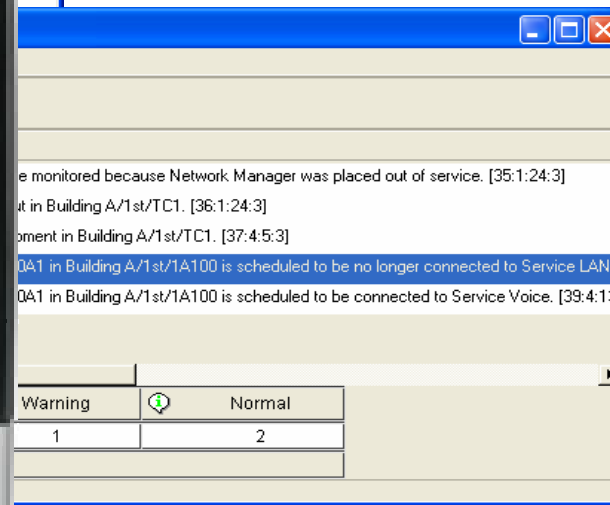 e monitored because Network Manager was placed out of service. [35:1:24:3]
ut in Building A/1st/TC1. [36:1:24:3]
pment in Building A/1st/TC1. [37:4:5:3]
0A1 in Building A/1st/1A100 is scheduled to be no longer connected to Service LAN
0A1 in Building A/1st/1A100 is scheduled to be connected to Service Voice. [39:4:13
Warning Normal
1 2